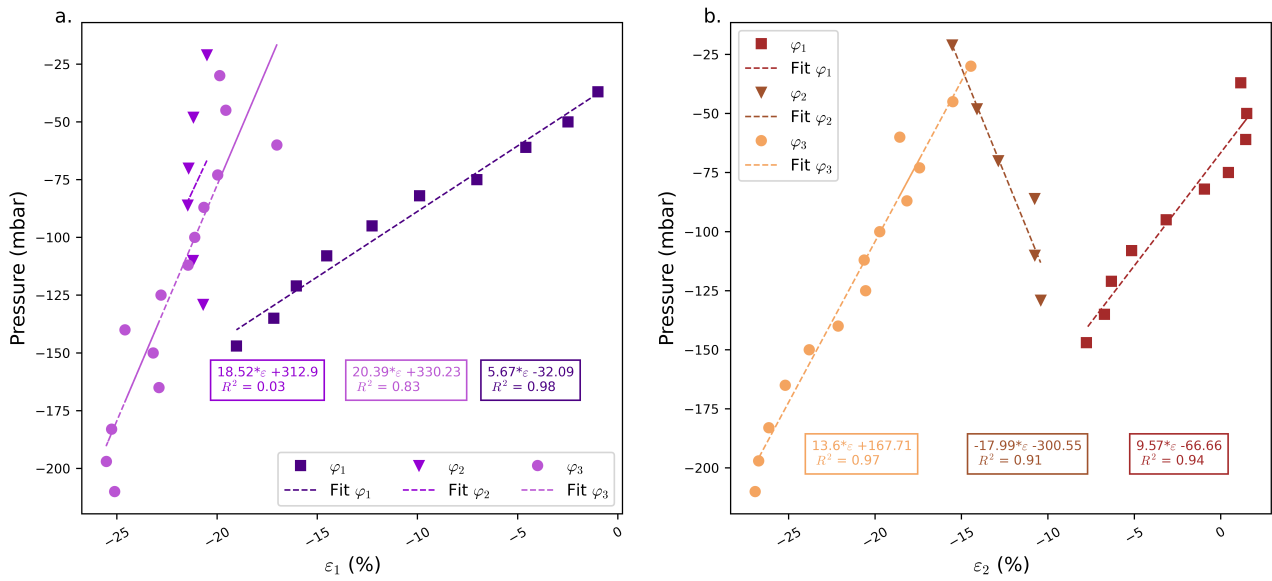 a.
Pressure (mbar)
−25
−50
−75
−100
−125
−150
−175
−200
18.52*ε +312.9
R² = 0.03
20.39*ε +330.23
R² = 0.83
5.67*ε -32.09
R² = 0.98
φ₁
φ₂
φ₃
Fit φ₁
Fit φ₂
Fit φ₃
−25
−20
−15
−10
−5
0
ε₁ (%)
b.
φ₁
Fit φ₁
φ₂
Fit φ₂
φ₃
Fit φ₃
Pressure (mbar)
−25
−50
−75
−100
−125
−150
−175
−200
13.6*ε +167.71
R² = 0.97
-17.99*ε -300.55
R² = 0.91
9.57*ε -66.66
R² = 0.94
−25
−20
−15
−10
−5
0
ε₂ (%)